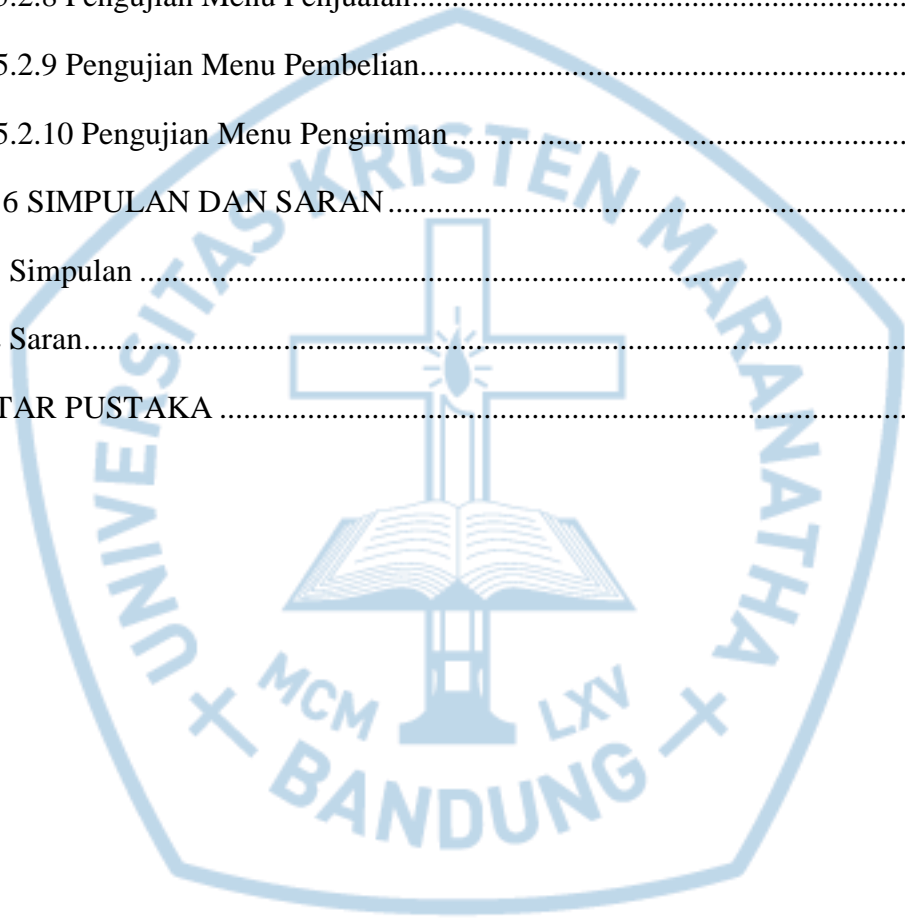 5.2.8 Pengujian Menu Penjualan........................................................
5.2.9 Pengujian Menu Pembelian........................................................
5.2.10 Pengujian Menu Pengiriman....................................................
6 SIMPULAN DAN SARAN............................................................
Simpulan............................................................................................
Saran...................................................................................................
TAR PUSTAKA..................................................................................
UNIVERSITAS KRISTEN MARANATHA
MCM LXV
BANDUNG